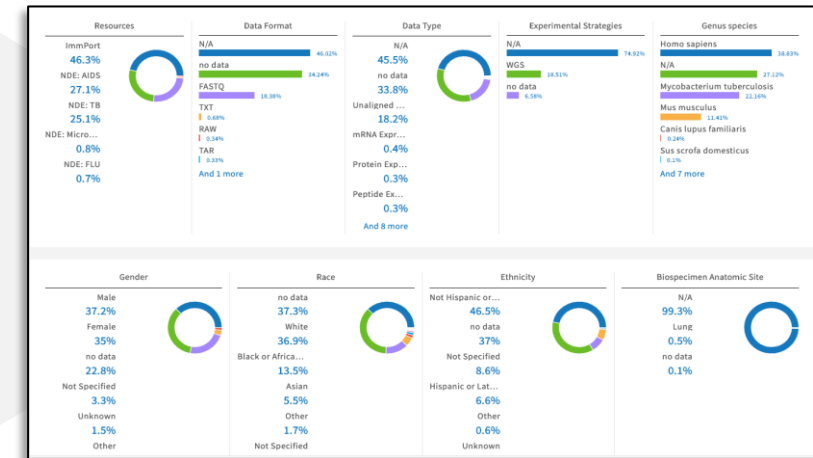 Resources
ImmPort
46.3%
NDE: AIDS
27.1%
NDE: TB
25.1%
NDE: Micro...
0.8%
NDE: FLU
0.7%
Data Format
N/A
46.02%
no data
34.24%
FASTQ
18.38%
TXT
0.68%
RAW
0.34%
TAR
0.33%
And 1 more
Data Type
N/A
45.5%
no data
33.8%
Unaligned ...
18.2%
mRNA Expr...
0.4%
Protein Exp...
0.3%
Peptide Ex...
0.3%
And 8 more
Experimental Strategies
N/A
74.92%
WGS
18.51%
no data
6.58%
Genus species
Homo sapiens
38.83%
N/A
27.12%
Mycobacterium tuberculosis
22.16%
Mus musculus
11.41%
Canis lupus familiaris
0.24%
Sus scrofa domesticus
0.1%
And 7 more
Gender
Male
37.2%
Female
35%
no data
22.8%
Not Specified
3.3%
Unknown
1.5%
Other
Race
no data
37.3%
White
36.9%
Black or Africa...
13.5%
Asian
5.5%
Other
1.7%
Not Specified
Ethnicity
Not Hispanic or...
46.5%
no data
37%
Not Specified
8.6%
Hispanic or Lat...
6.6%
Other
0.6%
Unknown
Biospecimen Anatomic Site
N/A
99.3%
Lung
0.5%
no data
0.1%